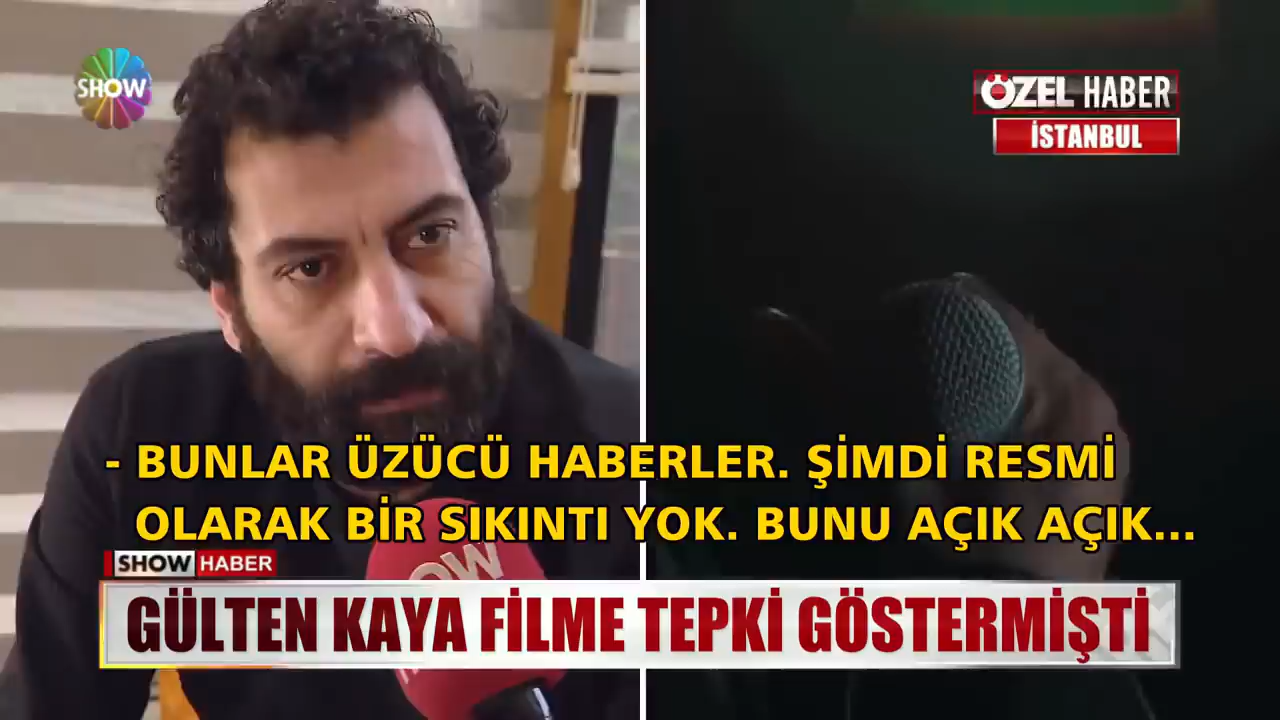 SHOW
ÖZEL HABER
İSTANBUL
- BUNLAR ÜZÜCÜ HABERLER. ŞİMDİ RESMİ
OLARAK BİR SIKINTI YOK. BUNU AÇIK AÇIK...
SHOW
SHOW HABER
GÜLTEN KAYA FİLME TEPKİ GÖSTERMİŞTİ